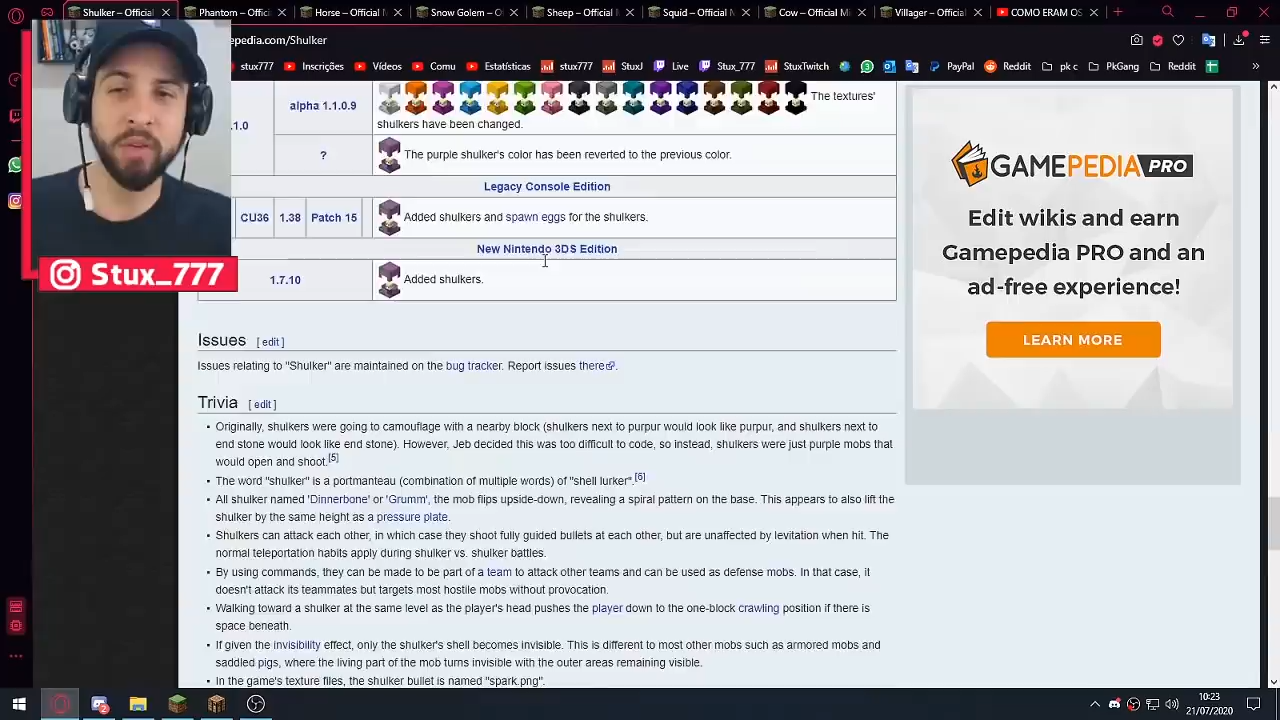 Shulker – Official M
Phantom – Official
Horse – Official M
Snow Golem – O
Sheep – Official
Squid – Official M
– Official M
Villager – Official
COMO ERAM OS
epedia.com/Shulker
stux777
Inscrições
Vídeos
Comu
Estatísticas
stux777
StuxJ
Live
Stux_777
StuxTwitch
PayPal
Reddit
pk c
PkGang
Reddit
1.0
alpha 1.1.0.9
The textures'
shulkers have been changed.
?
The purple shulker's color has been reverted to the previous color.
Legacy Console Edition
CU36
1.38
Patch 15
Added shulkers and spawn eggs for the shulkers.
New Nintendo 3DS Edition
1.7.10
Added shulkers.
Stux_777
GAMEPEDIA PRO
Edit wikis and earn
Gamepedia PRO and an
ad-free experience!
LEARN MORE
Issues [ edit ]
Issues relating to "Shulker" are maintained on the bug tracker. Report issues there.
Trivia [ edit ]
Originally, shulkers were going to camouflage with a nearby block (shulkers next to purpur would look like purpur, and shulkers next to
end stone would look like end stone). However, Jeb decided this was too difficult to code, so instead, shulkers were just purple mobs that
would open and shoot.[5]
The word "shulker" is a portmanteau (combination of multiple words) of "shell lurker".[6]
All shulker named 'Dinnerbone' or 'Grumm', the mob flips upside-down, revealing a spiral pattern on the base. This appears to also lift the
shulker by the same height as a pressure plate.
Shulkers can attack each other, in which case they shoot fully guided bullets at each other, but are unaffected by levitation when hit. The
normal teleportation habits apply during shulker vs. shulker battles.
By using commands, they can be made to be part of a team to attack other teams and can be used as defense mobs. In that case, it
doesn't attack its teammates but targets most hostile mobs without provocation.
Walking toward a shulker at the same level as the player's head pushes the player down to the one-block crawling position if there is
space beneath.
If given the invisibility effect, only the shulker's shell becomes invisible. This is different to most other mobs such as armored mobs and
saddled pigs, where the living part of the mob turns invisible with the outer areas remaining visible.
In the game's texture files, the shulker bullet is named "spark.png".
10:23
21/07/2020